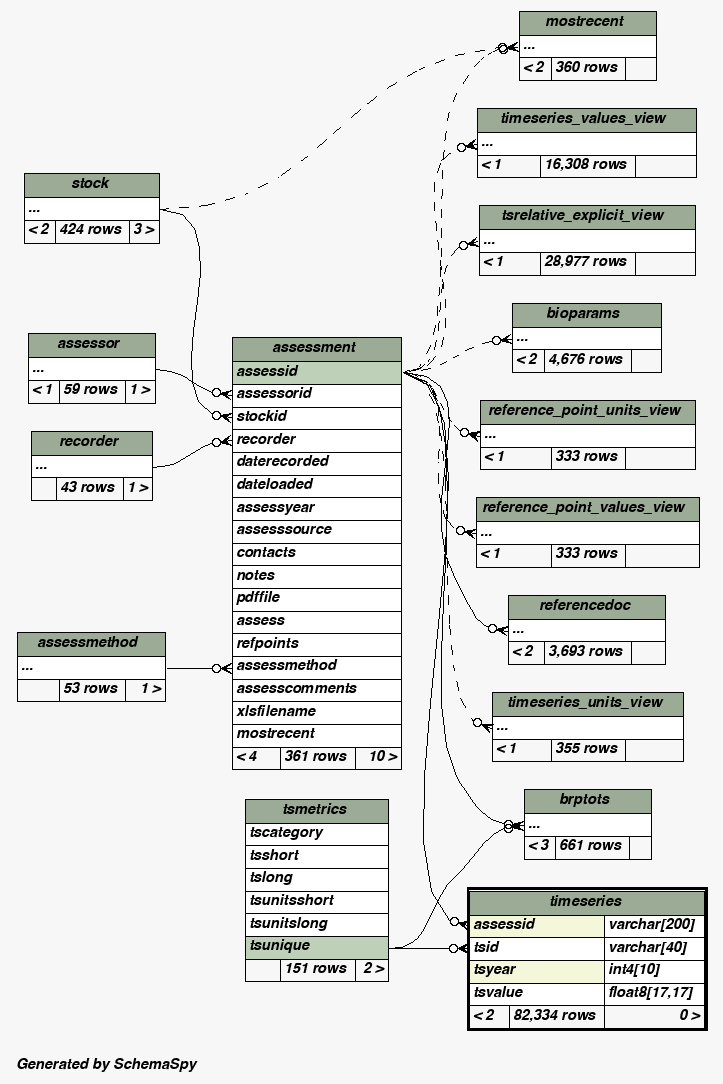 mostrecent
...
< 2 360 rows
timeseries_values_view
...
< 1 16,308 rows
stock
...
< 2 424 rows 3 >
tsrelative_explicit_view
...
< 1 28,977 rows
bioparams
...
< 2 4,676 rows
assessor
...
< 1 59 rows 1 >
recorder
...
43 rows 1 >
assessmethod
...
53 rows 1 >
assessment
assessid
assessorid
stockid
recorder
daterecorded
dateloaded
assessyear
assesssource
contacts
notes
pdffile
assess
refpoints
assessmethod
assesscomments
xlsfilename
mostrecent
< 4 361 rows 10 >
reference_point_units_view
...
< 1 333 rows
reference_point_values_view
...
< 1 333 rows
referencedoc
...
< 2 3,693 rows
timeseries_units_view
...
< 1 355 rows
brptots
...
< 3 661 rows
tsmetrics
tscategory
tsshort
tslong
tsunitsshort
tsunitslong
tsunique
151 rows 2 >
timeseries
assessid varchar[200]
tsid varchar[40]
tsyear int4[10]
tsvalue float8[17,17]
< 2 82,334 rows 0 >
Generated by SchemaSpy